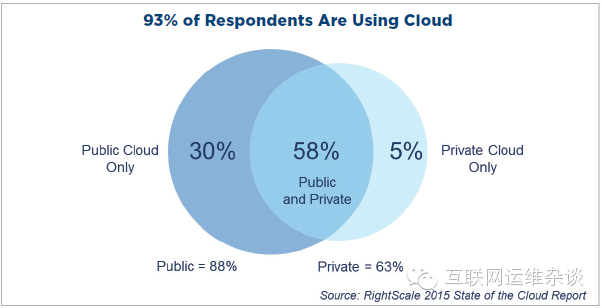 93% of Respondents Are Using Cloud
Public Cloud
Only
30%
58%
Public
and Private
5%
Private Cloud
Only
Public = 88%
Private = 63%
互联网运维杂谈
Source: RightScale 2015 State of the Cloud Report